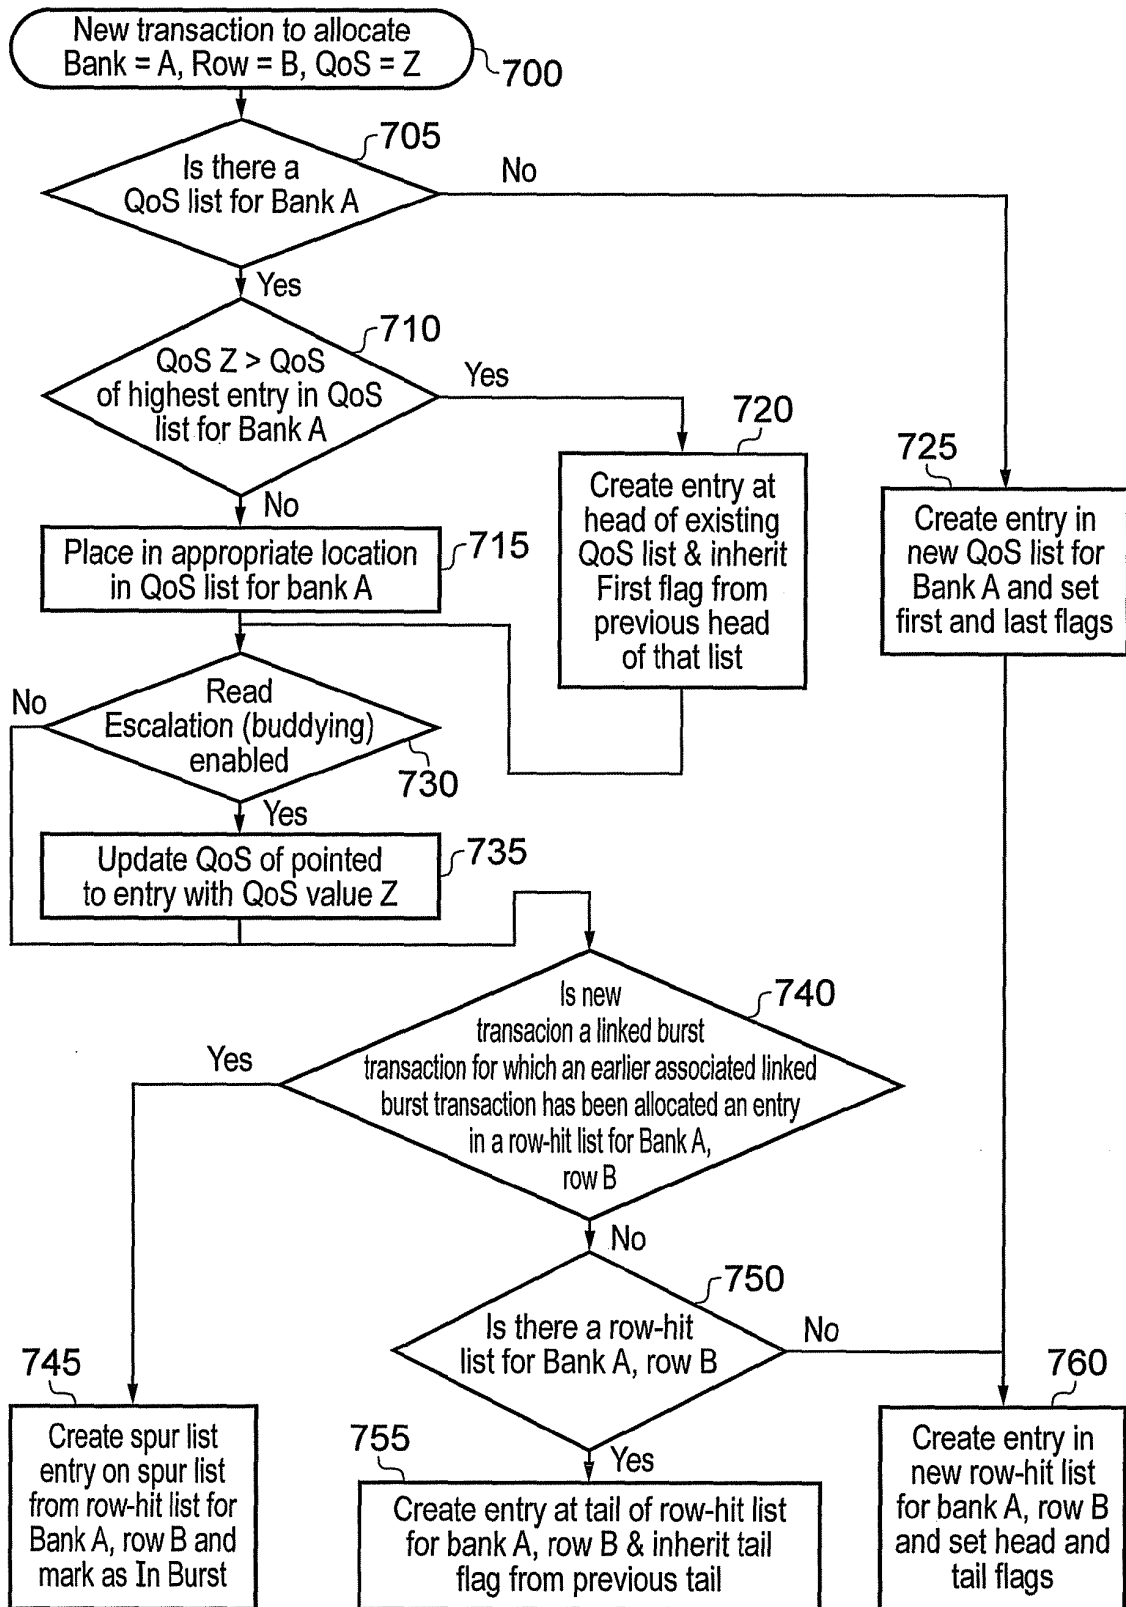 New transaction to allocate
Bank = A, Row = B, QoS = Z
700
705
Is there a
QoS list for Bank A
No
Yes
710
QoS Z > QoS
of highest entry in QoS
list for Bank A
Yes
No
720
Create entry at
head of existing
QoS list & inherit
First flag from
previous head
of that list
725
Create entry in
new QoS list for
Bank A and set
first and last flags
715
Place in appropriate location
in QoS list for bank A
No
Read
Escalation (buddying)
enabled
730
Yes
735
Update QoS of pointed
to entry with QoS value Z
740
Is new
transacion a linked burst
transaction for which an earlier associated linked
burst transaction has been allocated an entry
in a row-hit list for Bank A,
row B
Yes
No
750
Is there a row-hit
list for Bank A, row B
No
Yes
745
Create spur list
entry on spur list
from row-hit list for
Bank A, row B and
mark as In Burst
755
Create entry at tail of row-hit list
for bank A, row B & inherit tail
flag from previous tail
760
Create entry in
new row-hit list
for bank A, row B
and set head and
tail flags